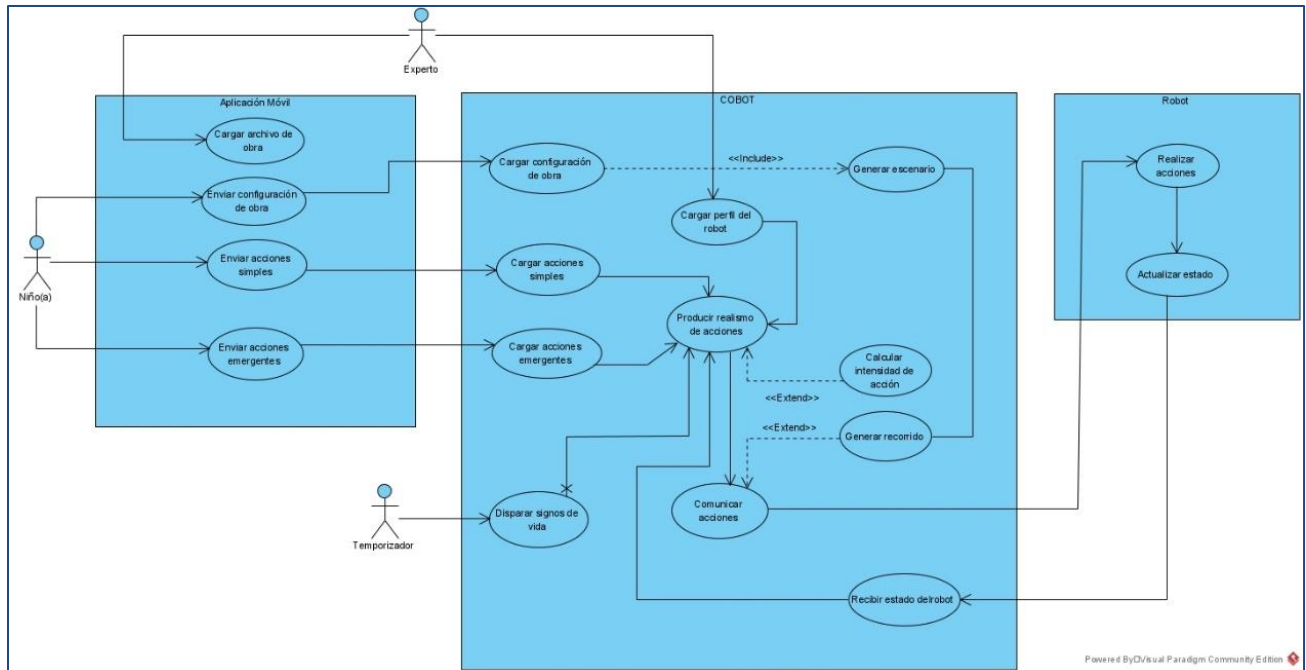 Experto
Aplicación Móvil
COBOT
Robot
Cargar archivo de
obra
Cargar configuración
de obra
<<Include>>
Generar escenario
Realizar
acciones
Enviar configuración
de obra
Cargar perfil del
robot
Niño(a)
Enviar acciones
simples
Cargar acciones
simples
Actualizar estado
Producir realismo
de acciones
Enviar acciones
emergentes
Cargar acciones
emergentes
Calcular
intensidad de
acción
<<Extend>>
<<Extend>>
Generar recorrido
Temporizador
Disparar signos de
vida
Comunicar
acciones
Recibir estado delrobot
Powered By Visual Paradigm Community Edition